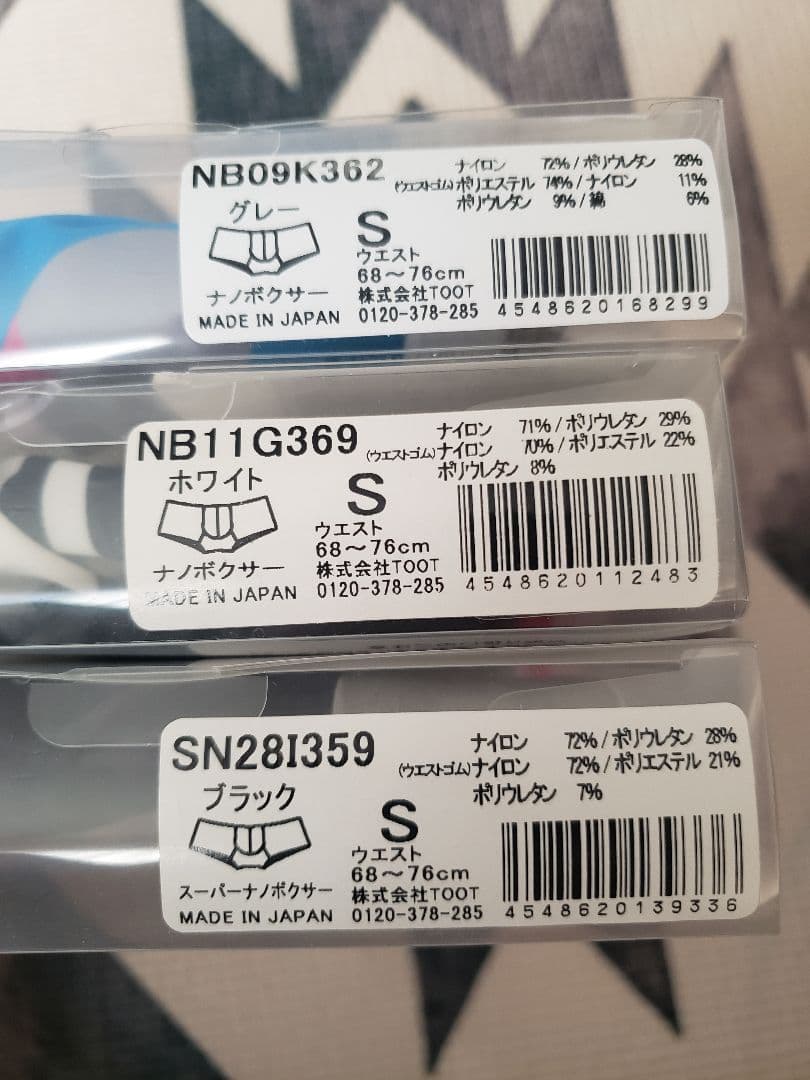 NB09K362
ナイロン 72%/ポリウレタン 28%
(ウエストゴム)ポリエステル 74%/ナイロン 11%
ポリウレタン 9%/綿 6%
グレー
S
ウエスト
68～76cm
ナノボクサー
株式会社TOOT
MADE IN JAPAN
0120-378-285
4548620168299
NB11G369
ナイロン 71%/ポリウレタン 29%
(ウエストゴム)ナイロン 70%/ポリエステル 22%
ポリウレタン 8%
ホワイト
S
ウエスト
68～76cm
ナノボクサー
株式会社TOOT
MADE IN JAPAN
0120-378-285
4548620112483
SN28I359
ナイロン 72%/ポリウレタン 28%
(ウエストゴム)ナイロン 72%/ポリエステル 21%
ポリウレタン 7%
ブラック
S
ウエスト
68～76cm
スーパーナノボクサー
株式会社TOOT
MADE IN JAPAN
0120-378-285
4548620139336